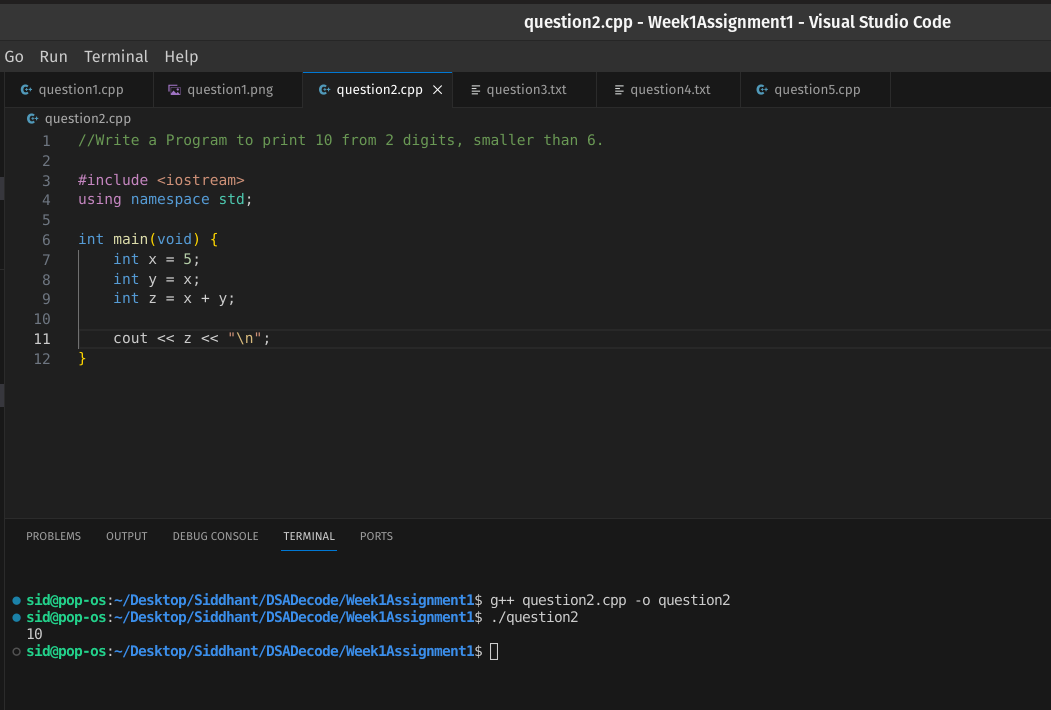 question2.cpp - Week1Assignment1 - Visual Studio Code
Go Run Terminal Help
question1.cpp question1.png question2.cpp question3.txt question4.txt question5.cpp
question2.cpp
1 //Write a Program to print 10 from 2 digits, smaller than 6.
2
3 #include <iostream>
4 using namespace std;
5
6 int main(void) {
7 int x = 5;
8 int y = x;
9 int z = x + y;
10
11 cout << z << "\n";
12 }
PROBLEMS OUTPUT DEBUG CONSOLE TERMINAL PORTS
sid@pop-os:~/Desktop/Siddhant/DSADecode/Week1Assignment1$ g++ question2.cpp -o question2
sid@pop-os:~/Desktop/Siddhant/DSADecode/Week1Assignment1$ ./question2
10
sid@pop-os:~/Desktop/Siddhant/DSADecode/Week1Assignment1$